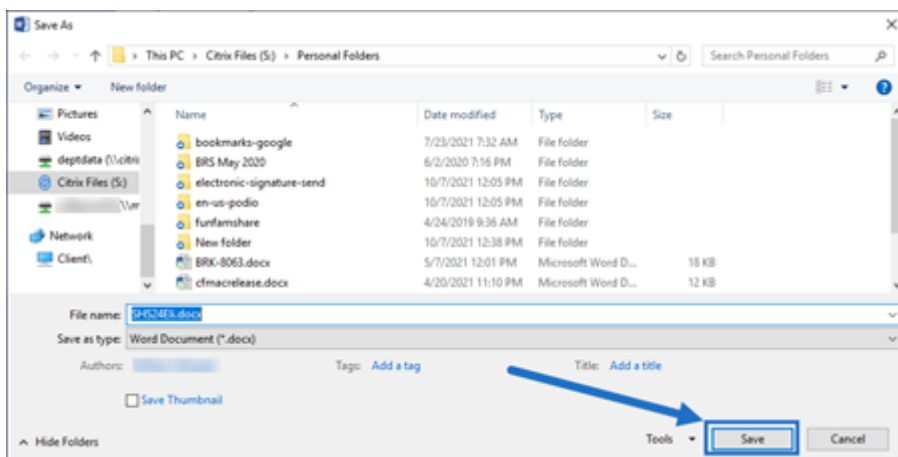 Save As
This PC > Citrix Files (S:) > Personal Folders
Search Personal Folders
Organize
New folder
Name Date modified Type Size
Pictures
Videos
deptdata (\\citrix
Citrix Files (S:)
Network
Client\
bookmarks-google 7/23/2021 7:32 AM File folder
BRS May 2020 6/2/2020 7:16 PM File folder
electronic-signature-send 10/7/2021 12:05 PM File folder
en-us-podio 10/7/2021 12:05 PM File folder
funfamshare 4/24/2019 9:36 AM File folder
New folder 10/7/2021 12:38 PM File folder
BRK-8063.docx 5/7/2021 12:01 PM Microsoft Word D... 18 KB
cfmacrelease.docx 4/20/2021 11:10 PM Microsoft Word D... 12 KB
File name:
Save as type: Word Document (*.docx)
Authors: Tags: Add a tag Title: Add a title
Save Thumbnail
Hide Folders Tools Save Cancel